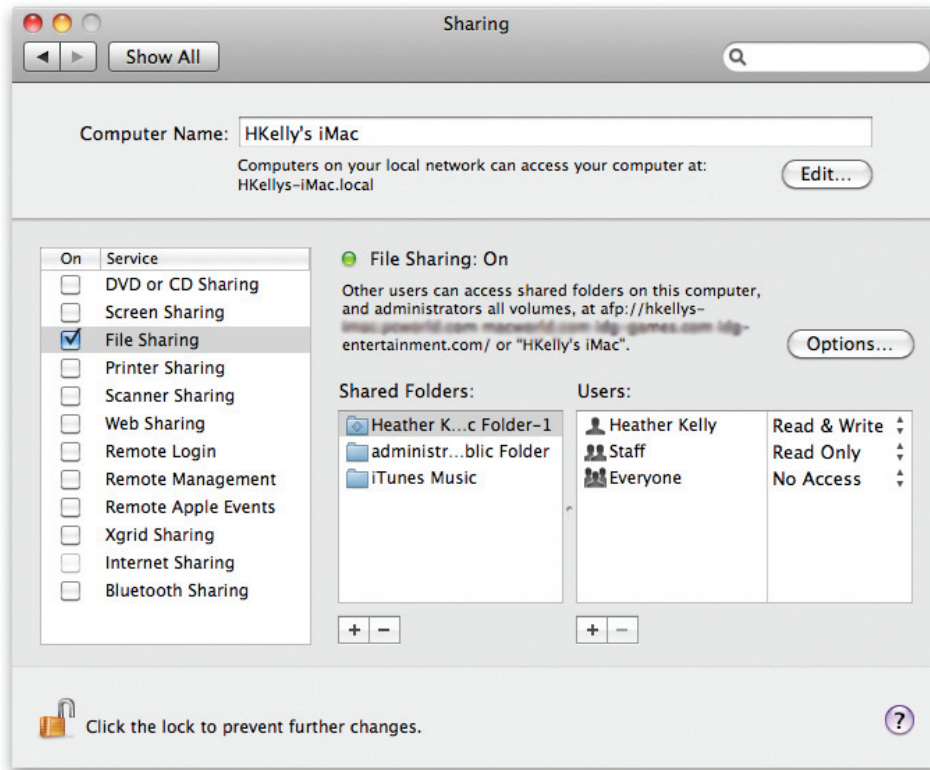 Sharing
Show All
Computer Name: HKelly's iMac
Computers on your local network can access your computer at:
HKellys-iMac.local
Edit...
On Service
DVD or CD Sharing
Screen Sharing
File Sharing
Printer Sharing
Scanner Sharing
Web Sharing
Remote Login
Remote Management
Remote Apple Events
Xgrid Sharing
Internet Sharing
Bluetooth Sharing
File Sharing: On
Other users can access shared folders on this computer,
and administrators all volumes, at afp://hkellys-
entertainment.com/ or "HKelly's iMac".
Options...
Shared Folders:
Heather K...c Folder-1
administr...blic Folder
iTunes Music
Users:
Heather Kelly Read & Write
Staff Read Only
Everyone No Access
+ −
+ −
Click the lock to prevent further changes.
?